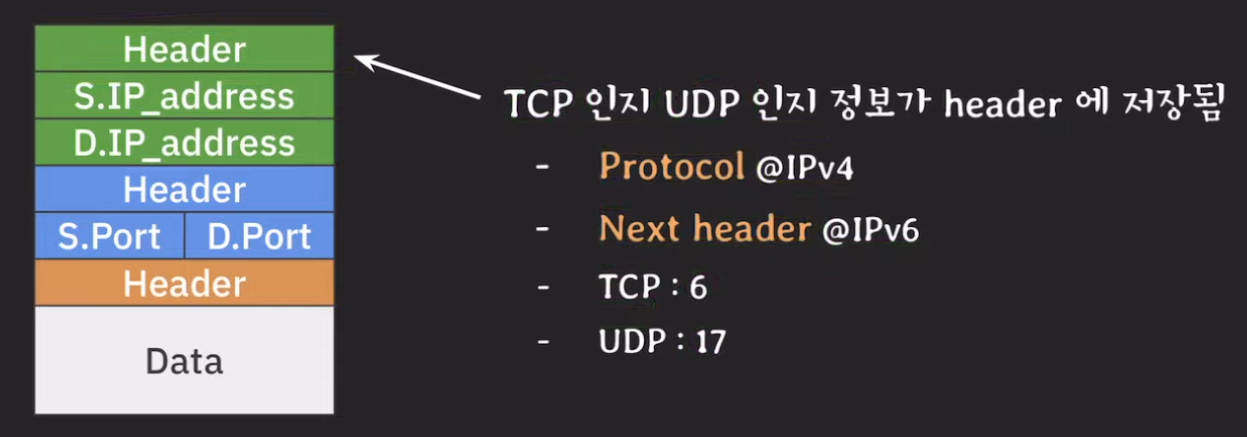 Header
S.IP_address
D.IP_address
Header
S.Port D.Port
Header
Data
TCP 인지 UDP 인지 정보가 header 에 저장됨
- Protocol @IPv4
- Next header @IPv6
- TCP : 6
- UDP : 17